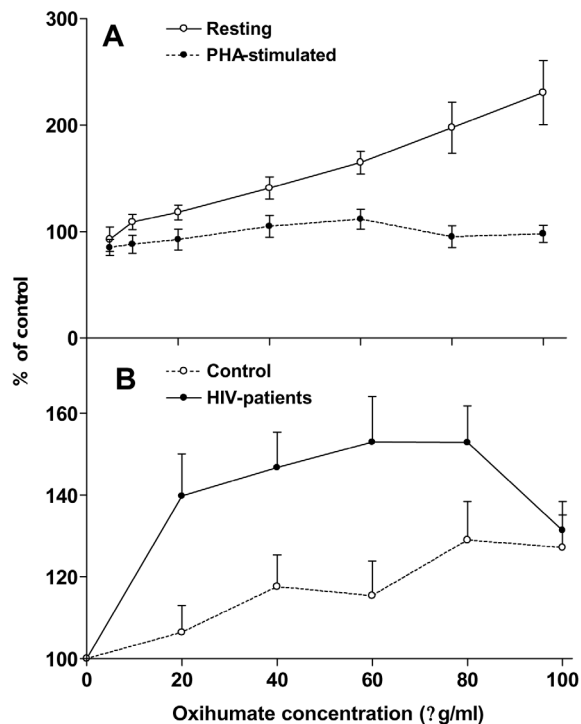 300
A
Resting
PHA-stimulated
200
100
0
% of control
B
Control
HIV-patients
160
140
120
100
0 20 40 60 80 100
Oxihumate concentration (?g/ml)